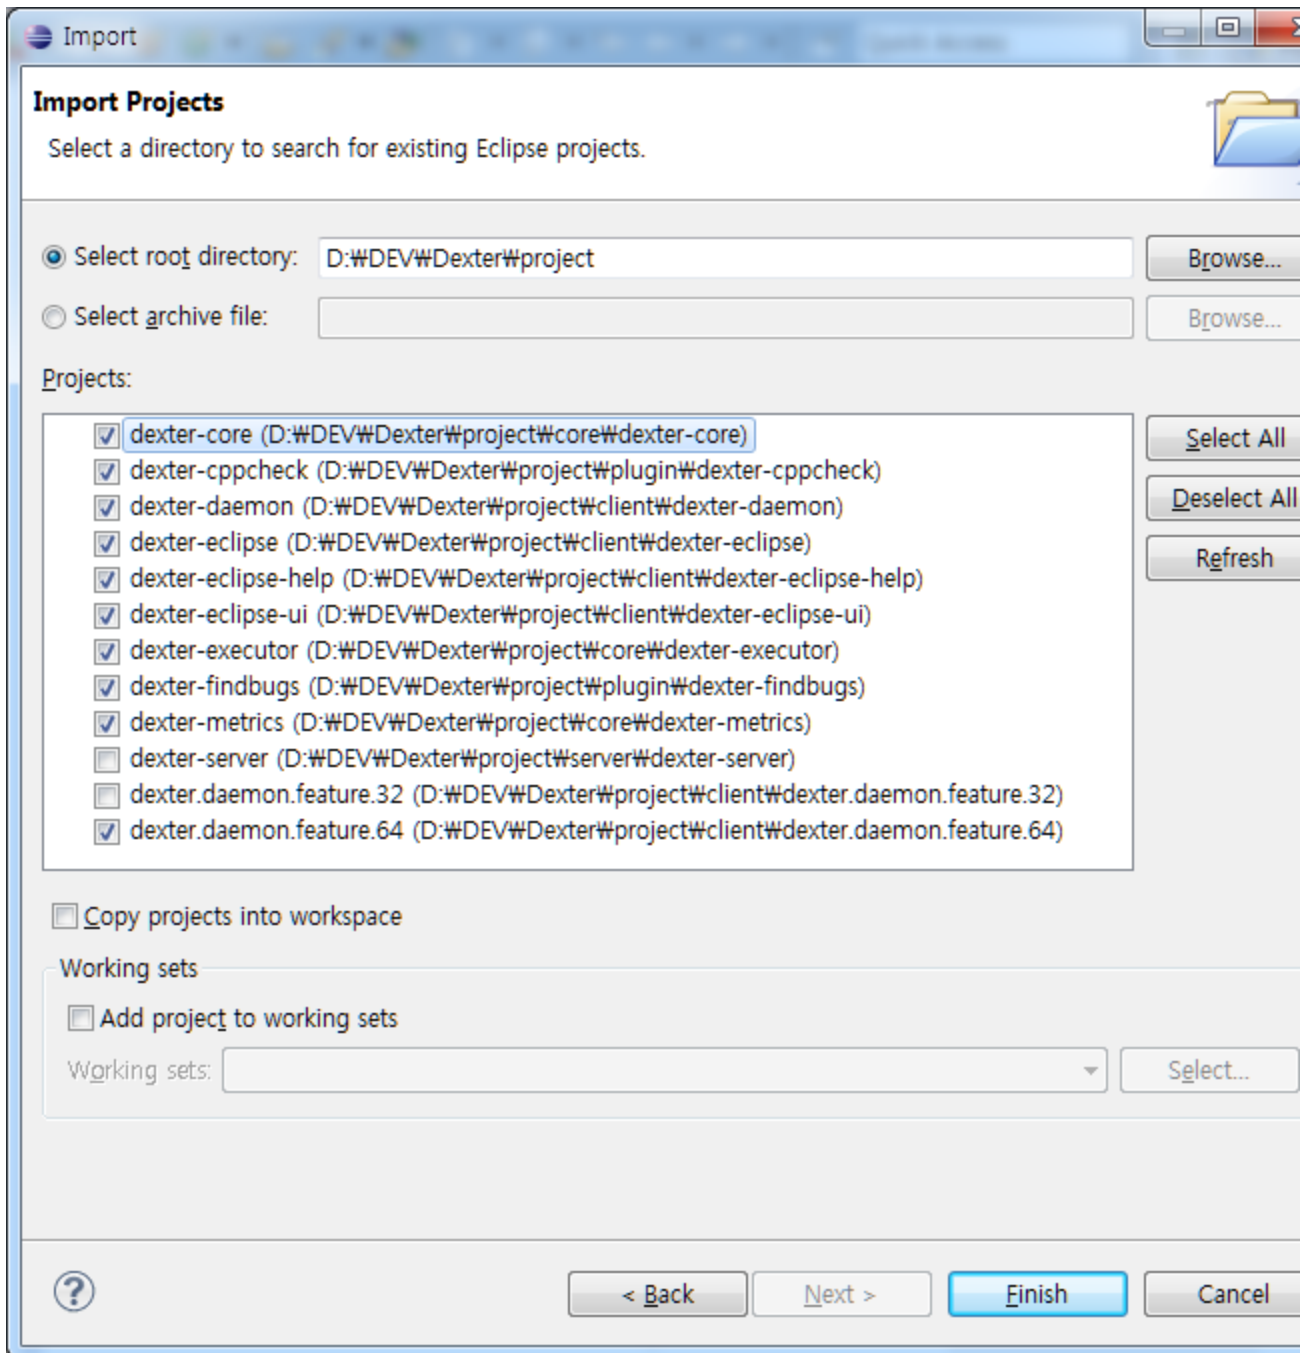 Import
Quick Access
Import Projects
Select a directory to search for existing Eclipse projects.
Select root directory: D:₩DEV₩Dexter₩project Browse...
Select archive file: Browse...
Projects:
dexter-core (D:₩DEV₩Dexter₩project₩core₩dexter-core)
dexter-cppcheck (D:₩DEV₩Dexter₩project₩plugin₩dexter-cppcheck)
dexter-daemon (D:₩DEV₩Dexter₩project₩client₩dexter-daemon)
dexter-eclipse (D:₩DEV₩Dexter₩project₩client₩dexter-eclipse)
dexter-eclipse-help (D:₩DEV₩Dexter₩project₩client₩dexter-eclipse-help)
dexter-eclipse-ui (D:₩DEV₩Dexter₩project₩client₩dexter-eclipse-ui)
dexter-executor (D:₩DEV₩Dexter₩project₩core₩dexter-executor)
dexter-findbugs (D:₩DEV₩Dexter₩project₩plugin₩dexter-findbugs)
dexter-metrics (D:₩DEV₩Dexter₩project₩core₩dexter-metrics)
dexter-server (D:₩DEV₩Dexter₩project₩server₩dexter-server)
dexter.daemon.feature.32 (D:₩DEV₩Dexter₩project₩client₩dexter.daemon.feature.32)
dexter.daemon.feature.64 (D:₩DEV₩Dexter₩project₩client₩dexter.daemon.feature.64)
Select All
Deselect All
Refresh
Copy projects into workspace
Working sets
Add project to working sets
Working sets: Select...
< Back Next > Finish Cancel